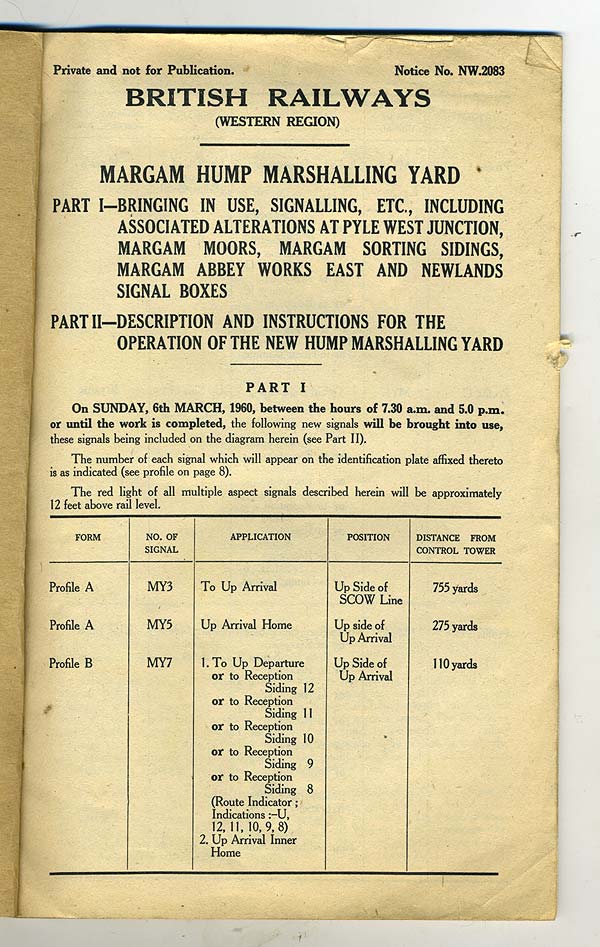 Private and not for Publication. Notice No. NW.2083
BRITISH RAILWAYS
(WESTERN REGION)
MARGAM HUMP MARSHALLING YARD
PART I—BRINGING IN USE, SIGNALLING, ETC., INCLUDING
ASSOCIATED ALTERATIONS AT PYLE WEST JUNCTION,
MARGAM MOORS, MARGAM SORTING SIDINGS,
MARGAM ABBEY WORKS EAST AND NEWLANDS
SIGNAL BOXES
PART II—DESCRIPTION AND INSTRUCTIONS FOR THE
OPERATION OF THE NEW HUMP MARSHALLING YARD
PART I
On SUNDAY, 6th MARCH, 1960, between the hours of 7.30 a.m. and 5.0 p.m.
or until the work is completed, the following new signals will be brought into use,
these signals being included on the diagram herein (see Part II).
The number of each signal which will appear on the identification plate affixed thereto
is as indicated (see profile on page 8).
The red light of all multiple aspect signals described herein will be approximately
12 feet above rail level.
FORM NO. OF APPLICATION POSITION DISTANCE FROM
SIGNAL CONTROL TOWER
Profile A MY3 To Up Arrival Up Side of 755 yards
SCOW Line
Profile A MY5 Up Arrival Home Up side of 275 yards
Up Arrival
Profile B MY7 1. To Up Departure Up Side of 110 yards
or to Reception Up Arrival
Siding 12
or to Reception
Siding 11
or to Reception
Siding 10
or to Reception
Siding 9
or to Reception
Siding 8
(Route Indicator ;
Indications :–U,
12, 11, 10, 9, 8)
2. Up Arrival Inner
Home